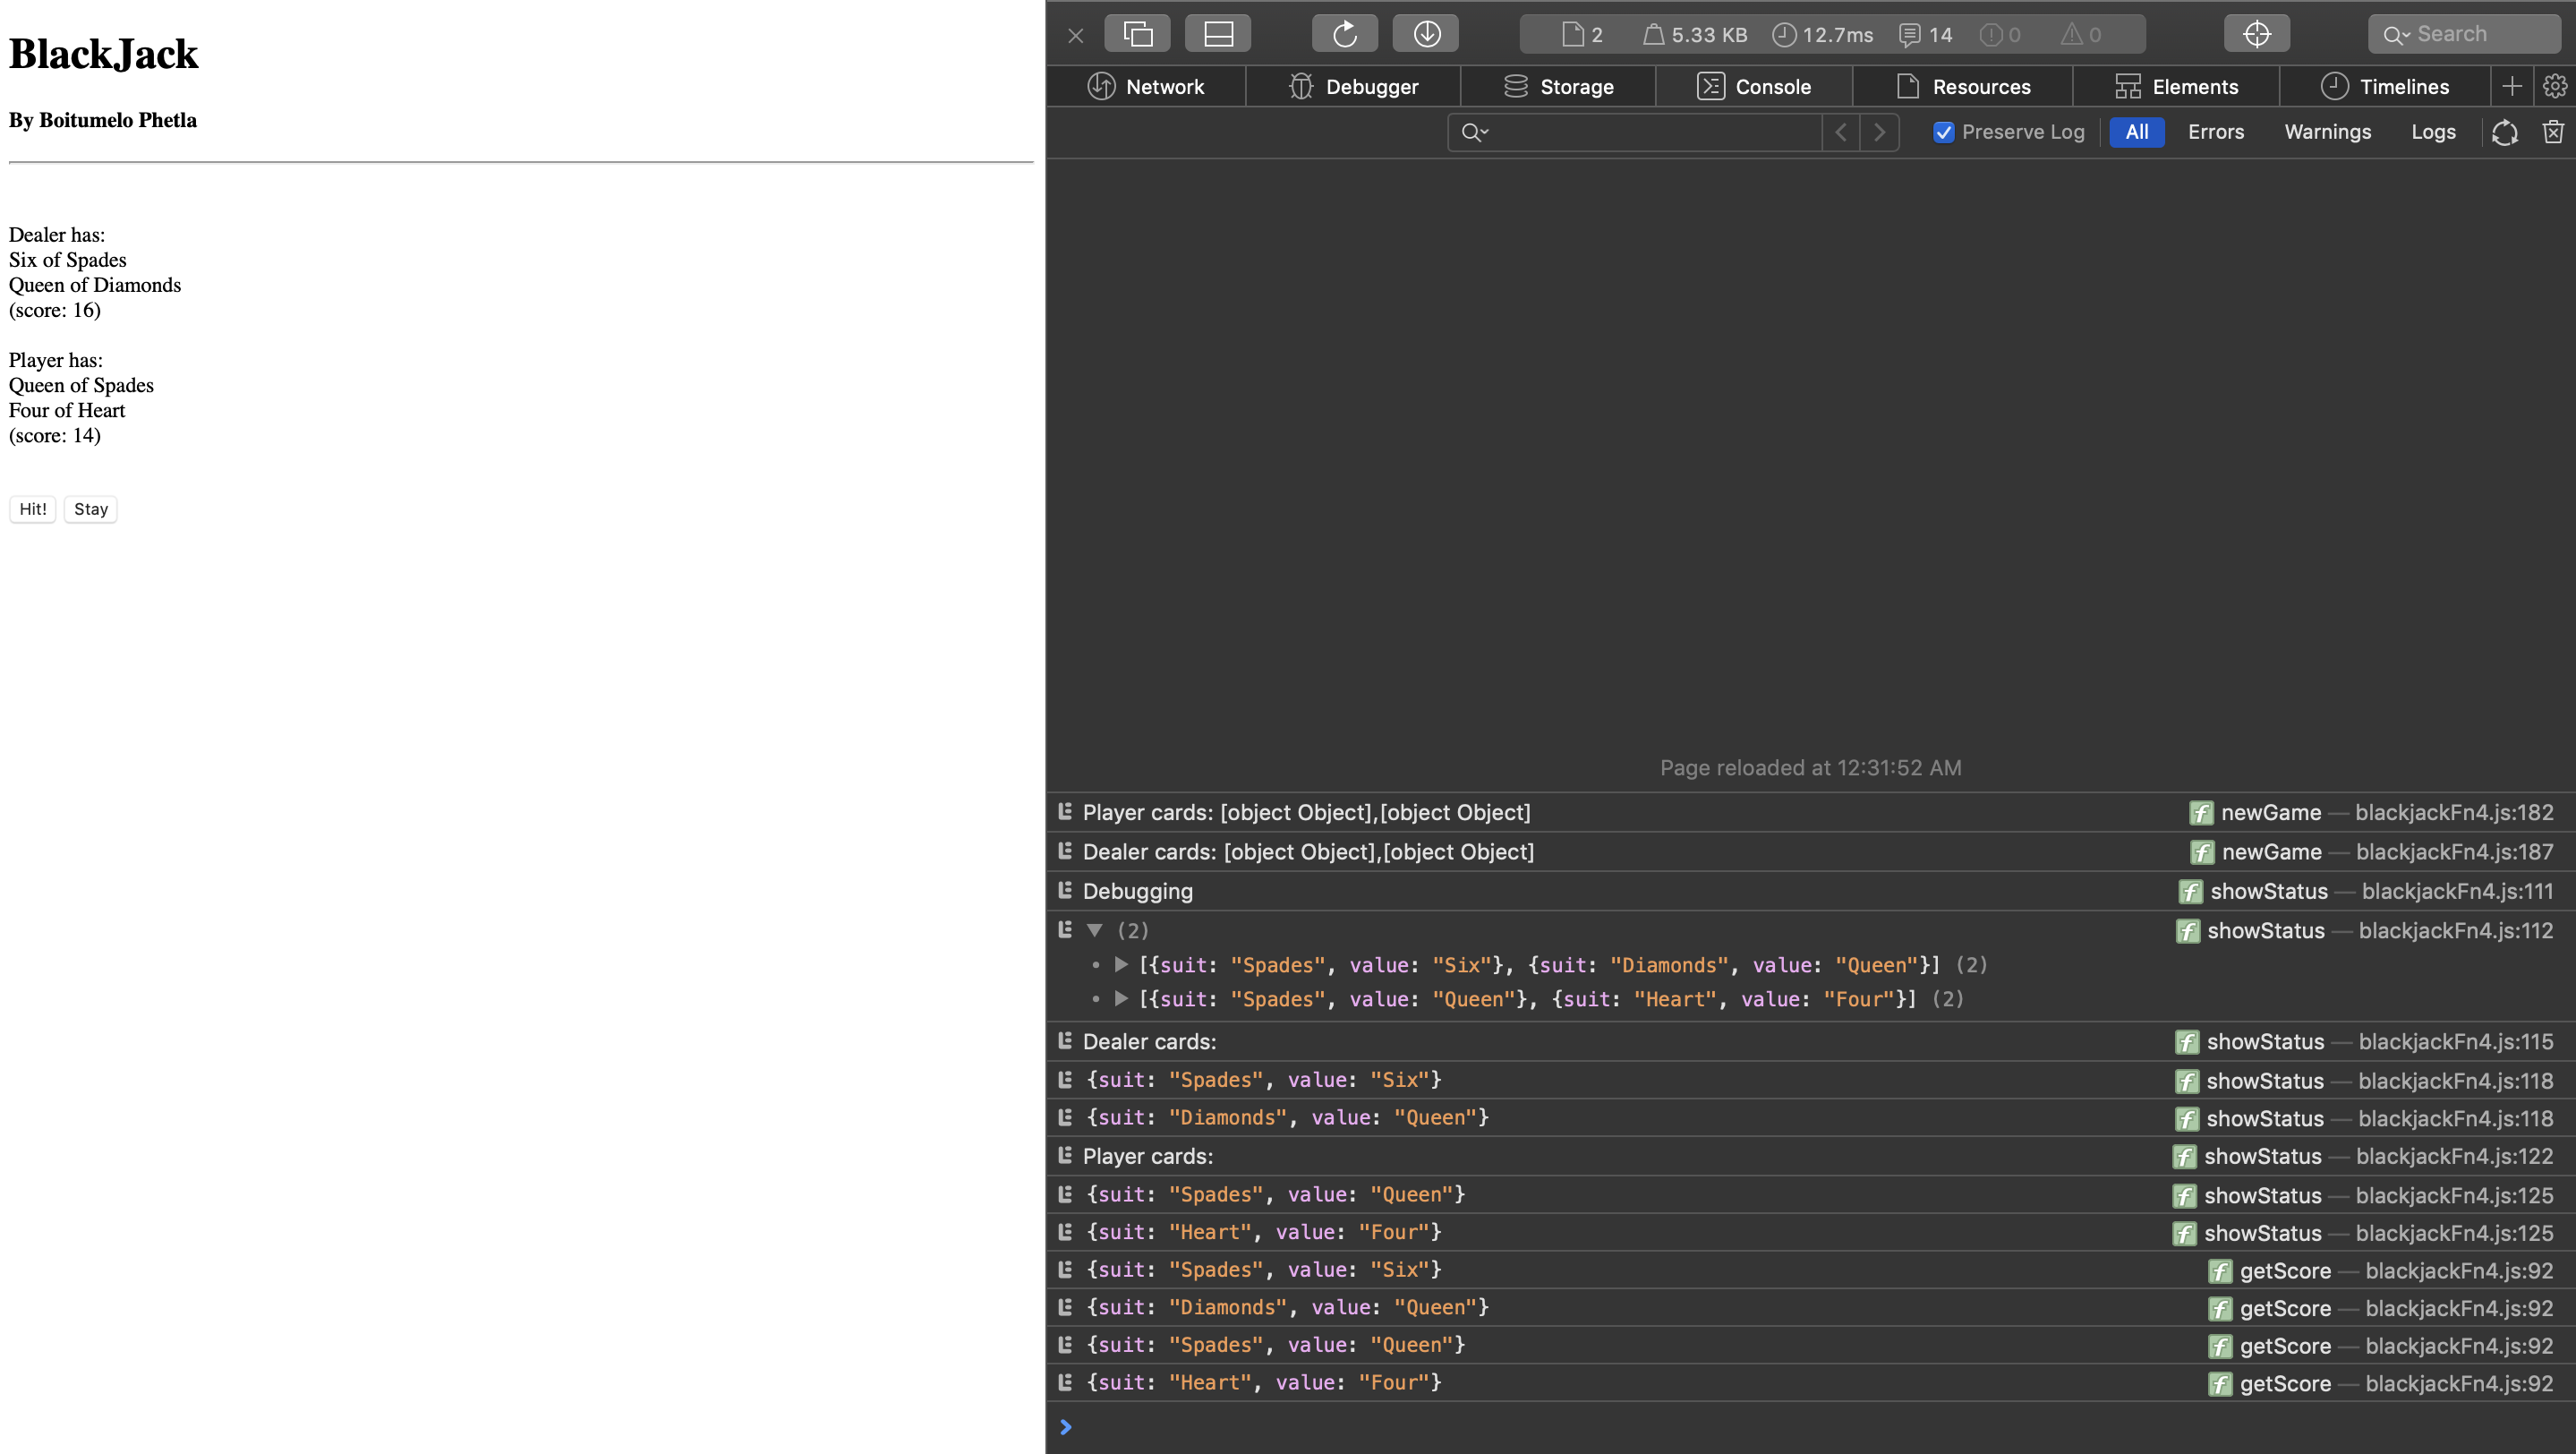 BlackJack
By Boitumelo Phetla
Dealer has:
Six of Spades
Queen of Diamonds
(score: 16)
Player has:
Queen of Spades
Four of Heart
(score: 14)
Hit! Stay
2 5.33 KB 12.7ms 14 0 0 Search
Network Debugger Storage Console Resources Elements Timelines
Preserve Log All Errors Warnings Logs
Page reloaded at 12:31:52 AM
Player cards: [object Object],[object Object] f newGame — blackjackFn4.js:182
Dealer cards: [object Object],[object Object] f newGame — blackjackFn4.js:187
Debugging f showStatus — blackjackFn4.js:111
(2) f showStatus — blackjackFn4.js:112
[{suit: "Spades", value: "Six"}, {suit: "Diamonds", value: "Queen"}] (2)
[{suit: "Spades", value: "Queen"}, {suit: "Heart", value: "Four"}] (2)
Dealer cards: f showStatus — blackjackFn4.js:115
{suit: "Spades", value: "Six"} f showStatus — blackjackFn4.js:118
{suit: "Diamonds", value: "Queen"} f showStatus — blackjackFn4.js:118
Player cards: f showStatus — blackjackFn4.js:122
{suit: "Spades", value: "Queen"} f showStatus — blackjackFn4.js:125
{suit: "Heart", value: "Four"} f showStatus — blackjackFn4.js:125
{suit: "Spades", value: "Six"} f getScore — blackjackFn4.js:92
{suit: "Diamonds", value: "Queen"} f getScore — blackjackFn4.js:92
{suit: "Spades", value: "Queen"} f getScore — blackjackFn4.js:92
{suit: "Heart", value: "Four"} f getScore — blackjackFn4.js:92